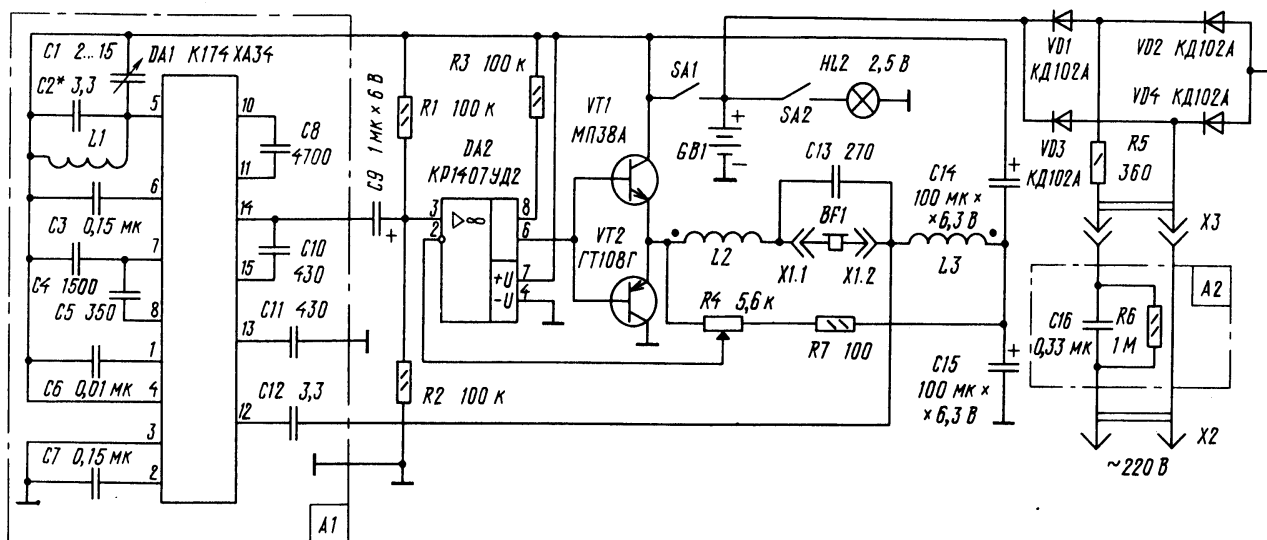 C1 2...15
DA1 К174ХА34
C2* 3,3
L1
5
10
C8
4700
11
6
C3 0,15 мк
14
7
C4 1500
C5 350
8
C10
430
15
13
C11 430
1
C6 0,01 мк
4
C12 3,3
12
3
C7 0,15 мк
2
A1
R1 100 к
C9 1 мк × 6 В
+
R2 100 к
R3 100 к
DA2
КР1407УД2
3
2
▷∞
8
6
+U
7
-U
4
VT1
МП38А
VT2
ГТ108Г
SA1
+
GB1
–
SA2
HL2 2,5 В
C13 270
BF1
X1.1
X1.2
L2
L3
R4 5,6 к
R7 100
C14
100 мк ×
× 6,3 В
+
C15
100 мк ×
× 6,3 В
+
VD1
КД102А
VD2 КД102А
VD4 КД102А
VD3
КД102А
R5
360
X3
A2
C16
0,33 мк
R6
1 М
X2
~220 В